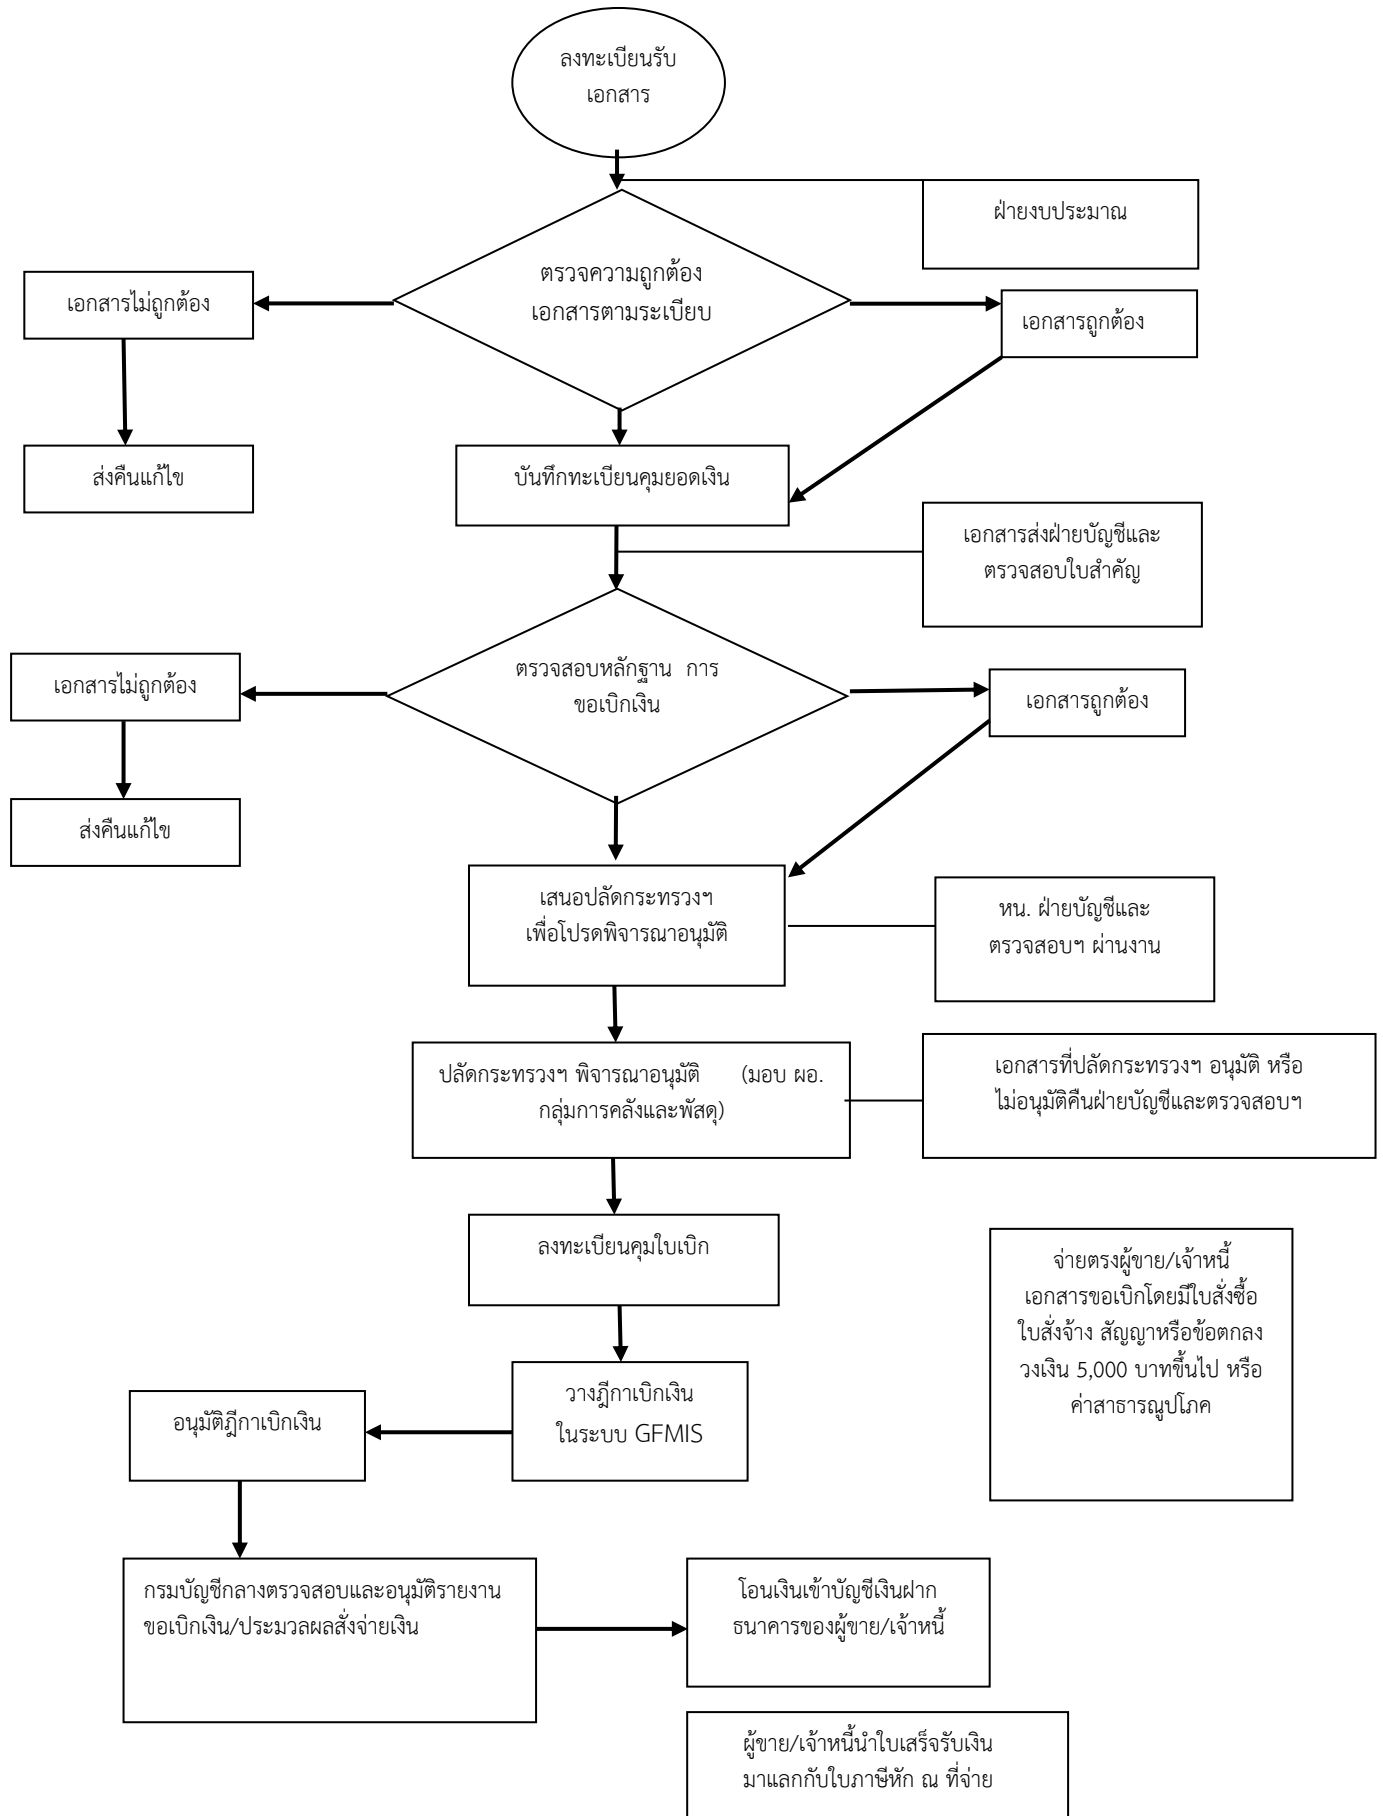 ลงทะเบียนรับ
เอกสาร
ฝ่ายงบประมาณ
ตรวจความถูกต้อง
เอกสารตามระเบียบ
เอกสารไม่ถูกต้อง
เอกสารถูกต้อง
ส่งคืนแก้ไข
บันทึกทะเบียนคุมยอดเงิน
เอกสารส่งฝ่ายบัญชีและ
ตรวจสอบใบสำคัญ
ตรวจสอบหลักฐาน การ
ขอเบิกเงิน
เอกสารไม่ถูกต้อง
เอกสารถูกต้อง
ส่งคืนแก้ไข
เสนอปลัดกระทรวงฯ
เพื่อโปรดพิจารณาอนุมัติ
หน. ฝ่ายบัญชีและ
ตรวจสอบฯ ผ่านงาน
ปลัดกระทรวงฯ พิจารณาอนุมัติ (มอบ ผอ.
กลุ่มการคลังและพัสดุ)
เอกสารที่ปลัดกระทรวงฯ อนุมัติ หรือ
ไม่อนุมัติคืนฝ่ายบัญชีและตรวจสอบฯ
ลงทะเบียนคุมใบเบิก
จ่ายตรงผู้ขาย/เจ้าหนี้
เอกสารขอเบิกโดยมีใบสั่งซื้อ
ใบสั่งจ้าง สัญญาหรือข้อตกลง
วงเงิน 5,000 บาทขึ้นไป หรือ
ค่าสาธารณูปโภค
วางฎีกาเบิกเงิน
ในระบบ GFMIS
อนุมัติฎีกาเบิกเงิน
กรมบัญชีกลางตรวจสอบและอนุมัติรายงาน
ขอเบิกเงิน/ประมวลผลสั่งจ่ายเงิน
โอนเงินเข้าบัญชีเงินฝาก
ธนาคารของผู้ขาย/เจ้าหนี้
ผู้ขาย/เจ้าหนี้นำใบเสร็จรับเงิน
มาแลกกับใบภาษีหัก ณ ที่จ่าย